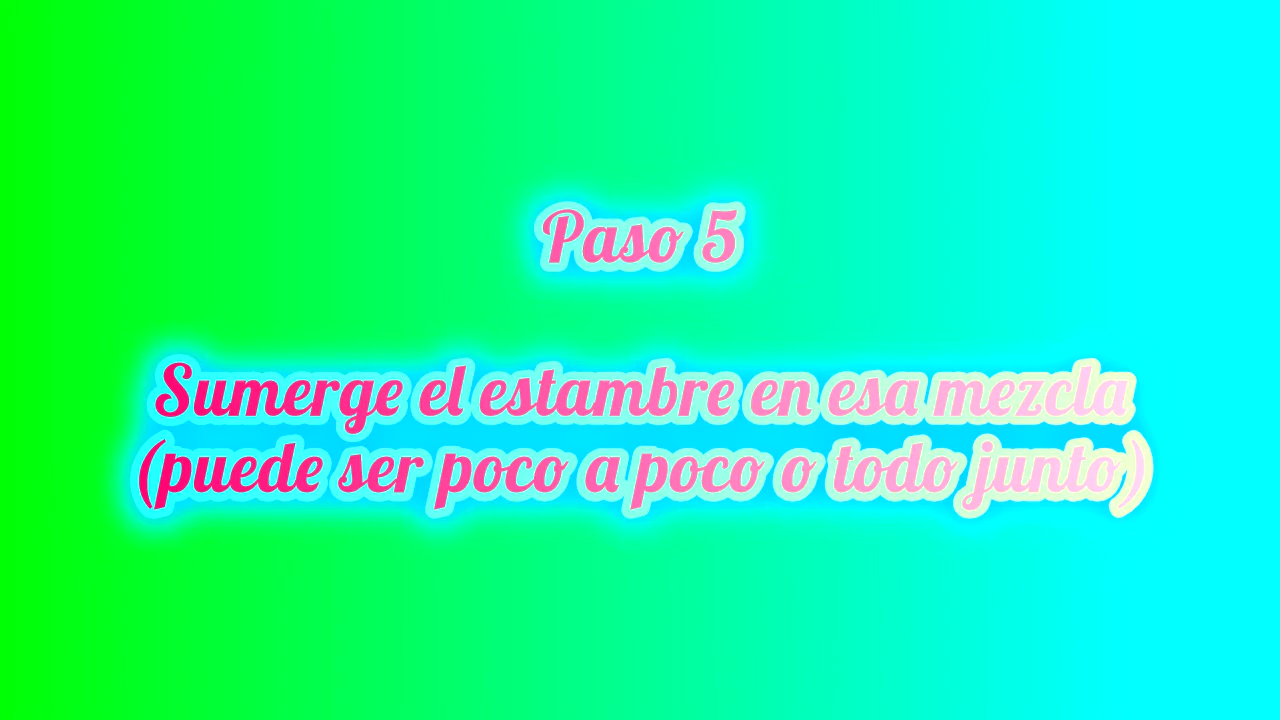 Paso 5
Sumerge el estambre en esa mezcla
(puede ser poco a poco o todo junto)